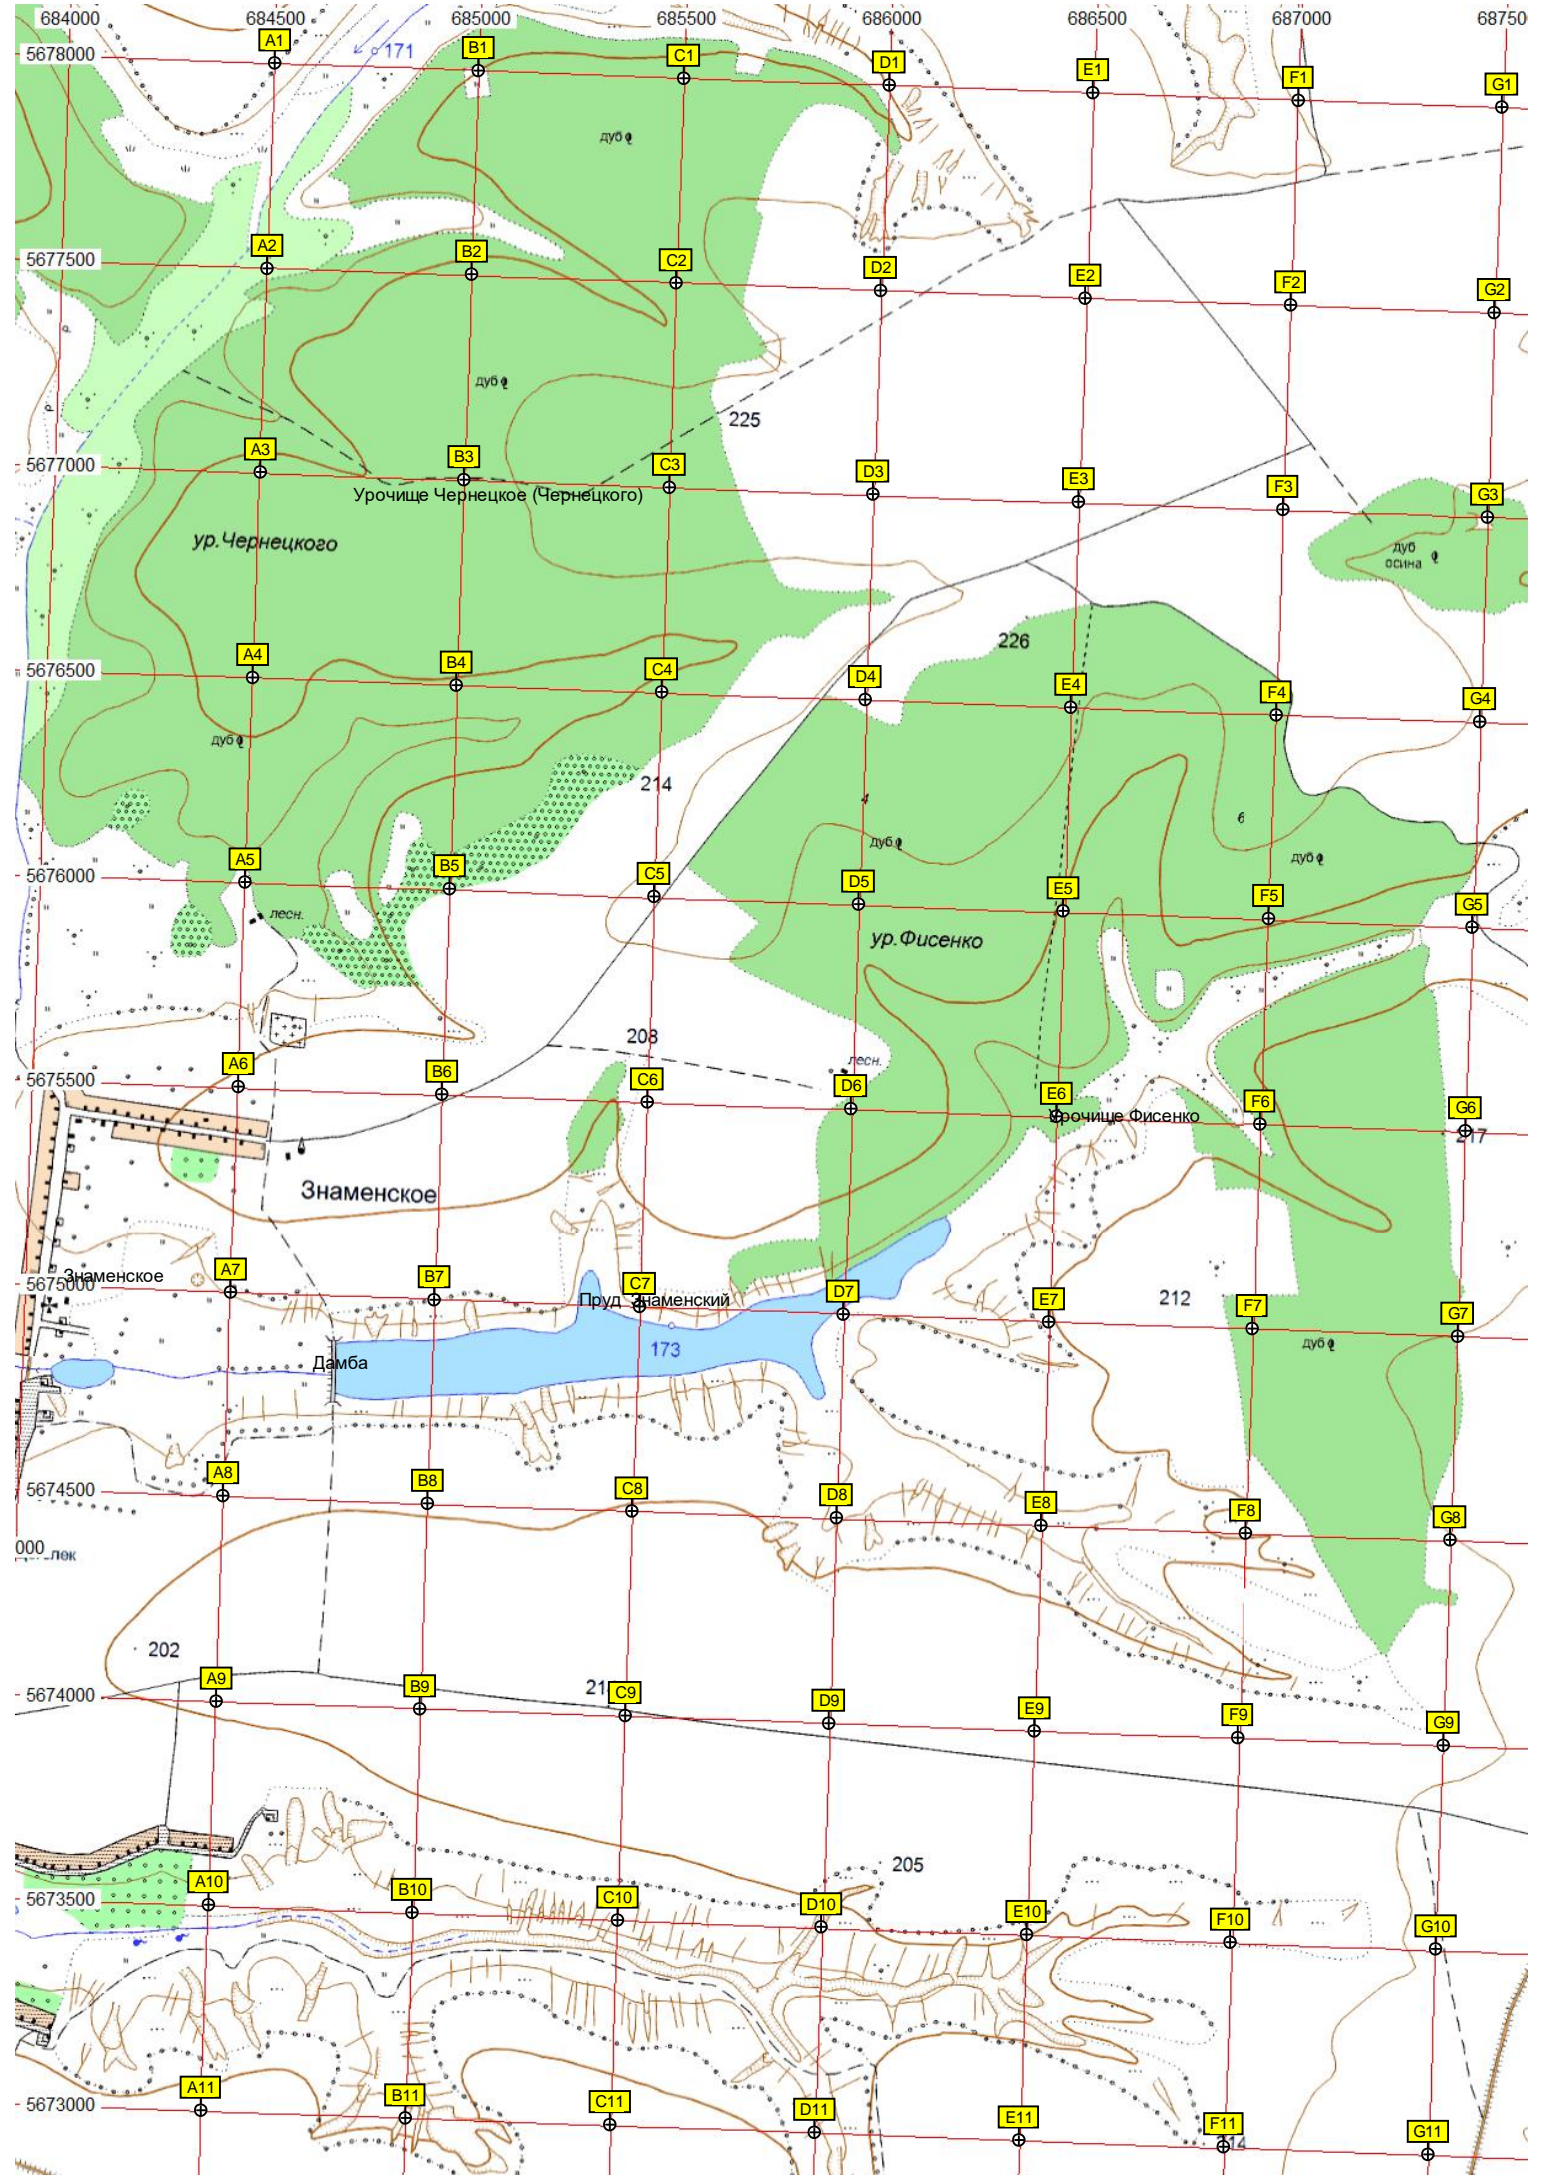 684000 684500 685000 685500 686000 686500 687000 68750
5678000 A1 171 B1 C1 D1 E1 F1 G1
дуб
5677500 A2 B2 C2 D2 E2 F2 G2
дуб
225
5677000 A3 B3 C3 D3 E3 F3 G3
Урочище Чернецкое (Чернецкого)
ур.Чернецкого
дуб
осина
226
5676500 A4 B4 C4 D4 E4 F4 G4
дуб
214
4
6
дуб
дуб
5676000 A5 B5 C5 D5 E5 F5 G5
лесн.
ур.Фисенко
208
лесн.
5675500 A6 B6 C6 D6 E6 F6 G6
Урочище Фисенко
217
Знаменское
Знаменское
5675000 A7 B7 C7 D7 E7 F7 G7
Пруд Знаменский
212
173
дуб
Дамба
5674500 A8 B8 C8 D8 E8 F8 G8
000
лек
202
5674000 A9 B9 21 C9 D9 E9 F9 G9
205
5673500 A10 B10 C10 D10 E10 F10 G10
5673000 A11 B11 C11 D11 E11 F11 G11
14